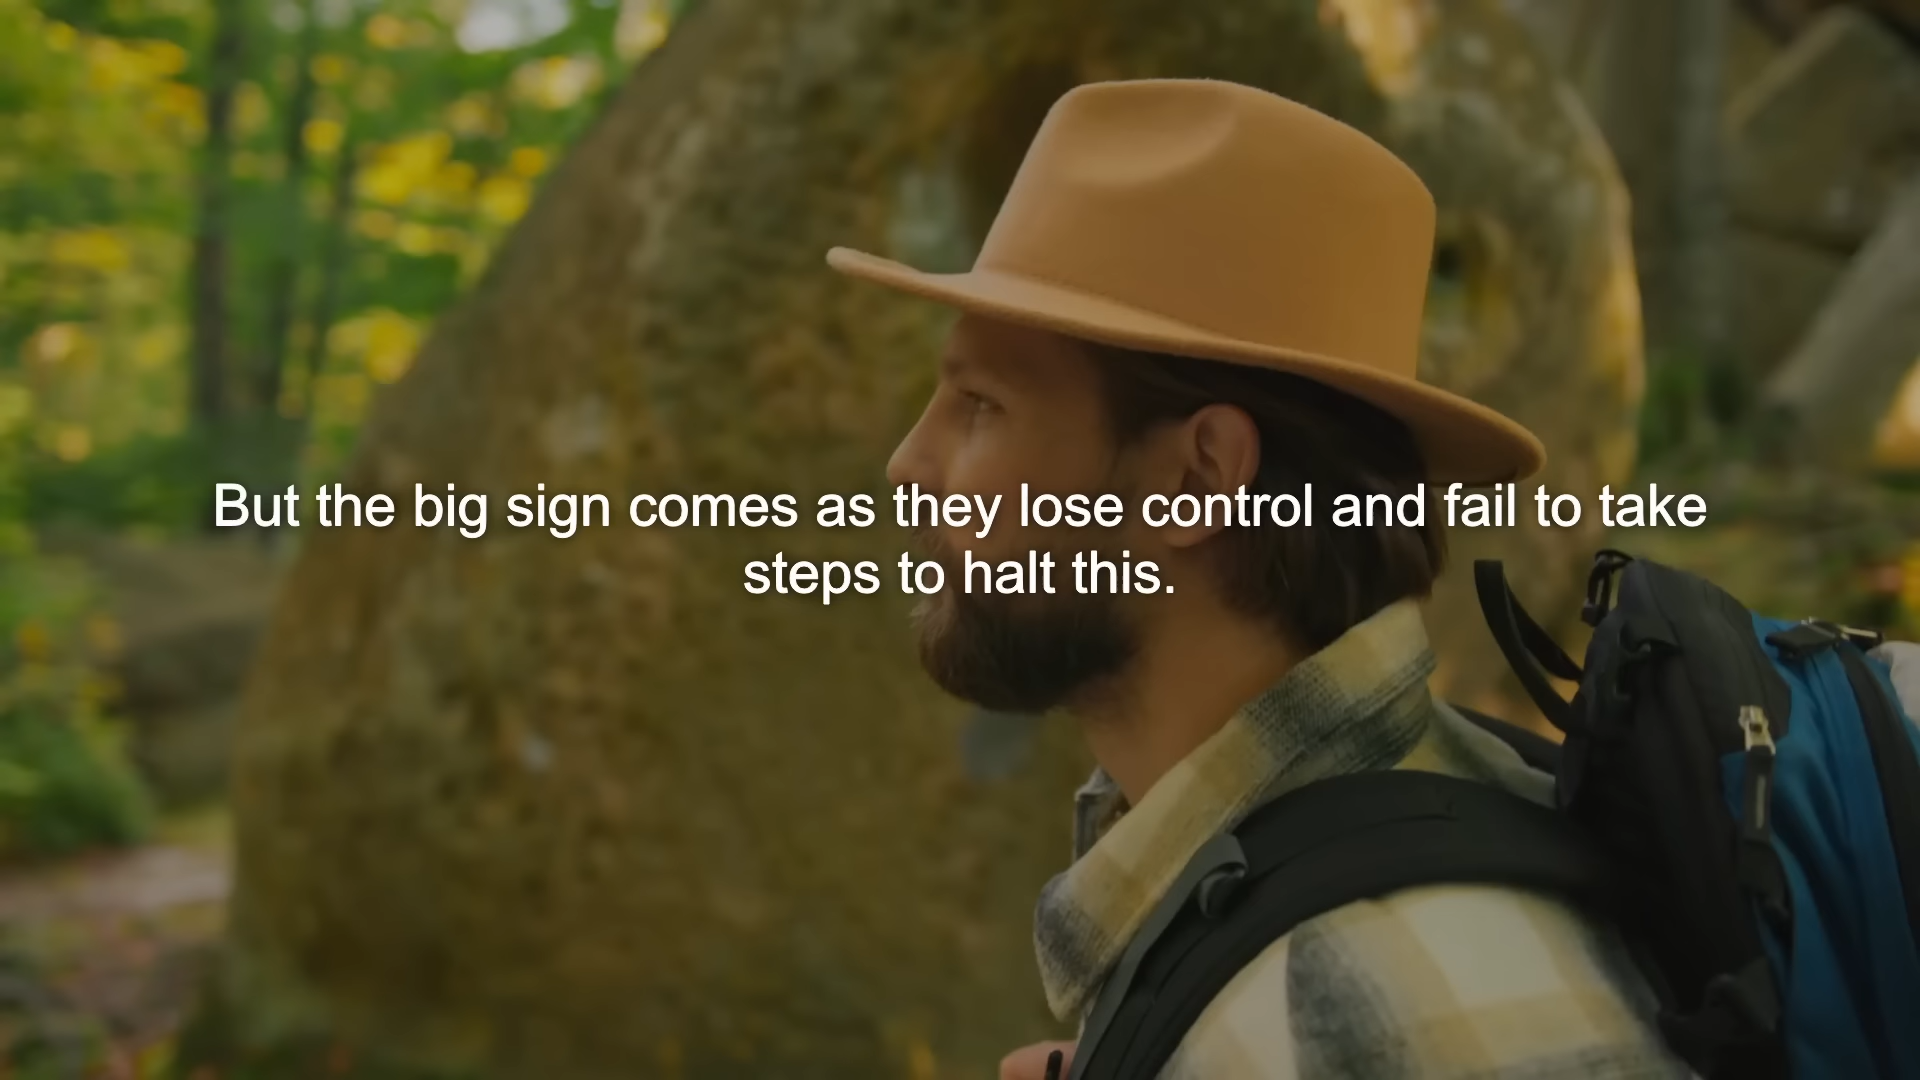 But the big sign comes as they lose control and fail to take
steps to halt this.